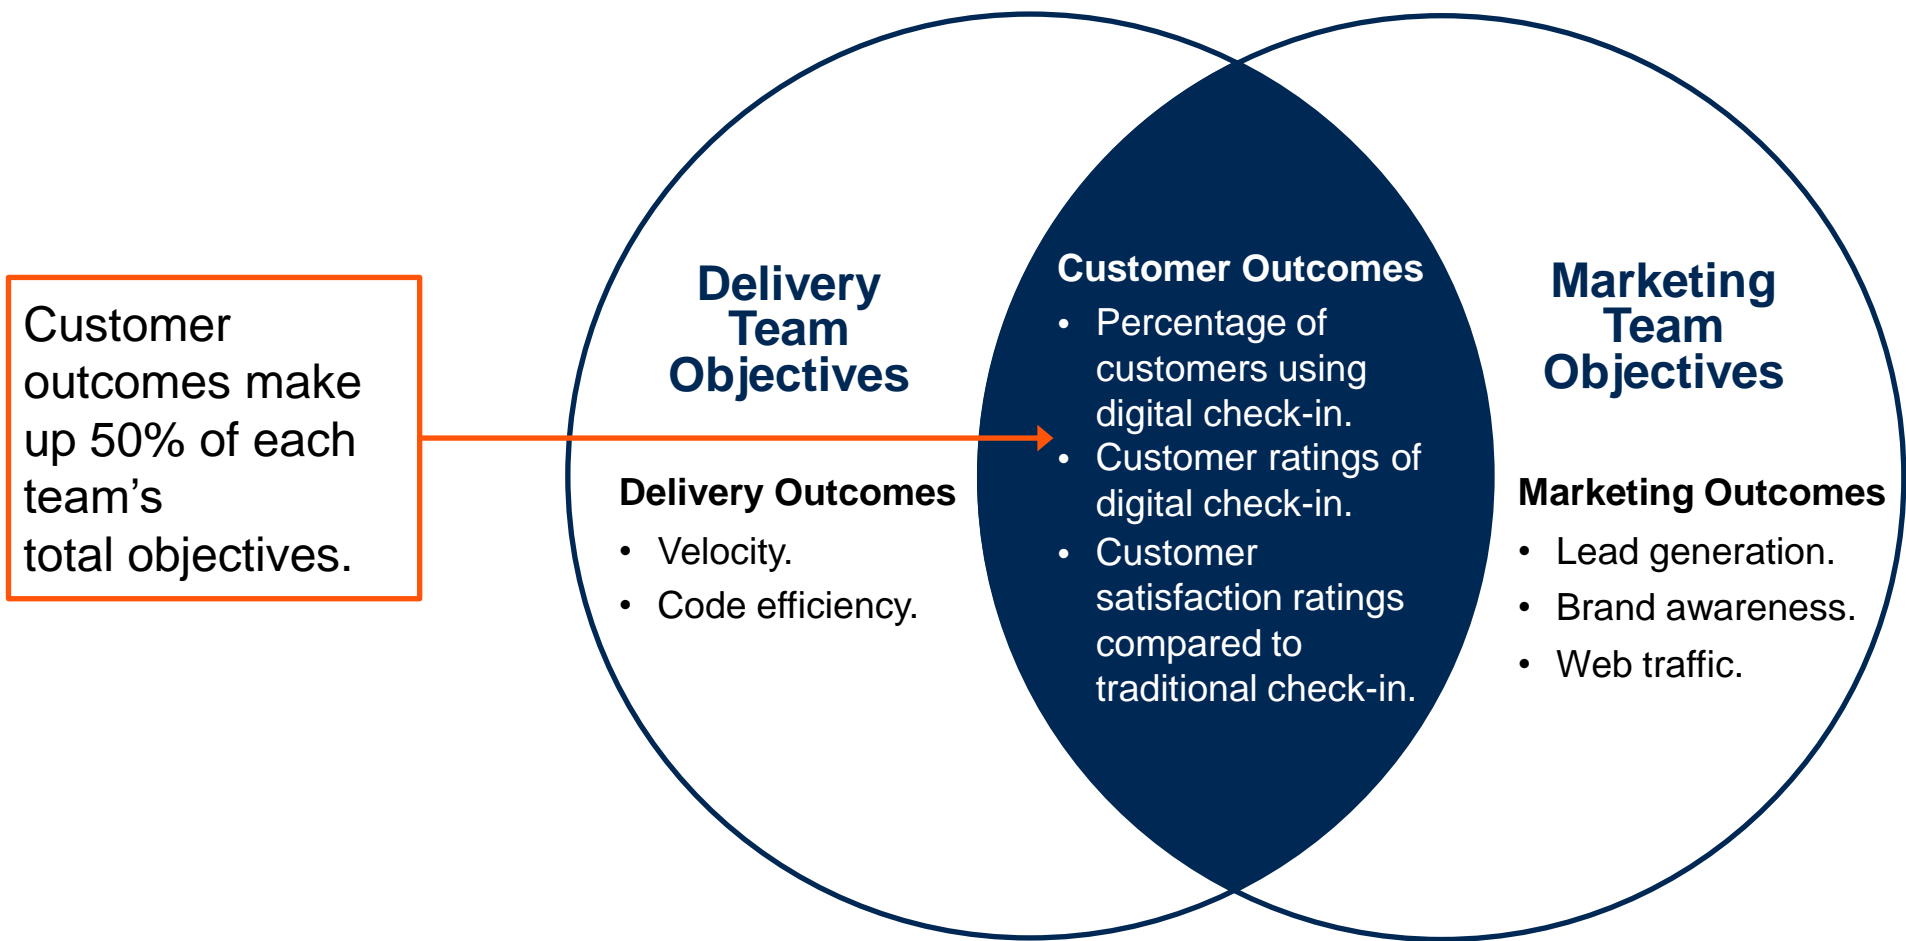 Customer
outcomes make
up 50% of each
team’s
total objectives.
Delivery
Team
Objectives
Delivery Outcomes
• Velocity.
• Code efficiency.
Customer Outcomes
• Percentage of
customers using
digital check-in.
• Customer ratings of
digital check-in.
• Customer
satisfaction ratings
compared to
traditional check-in.
Marketing
Team
Objectives
Marketing Outcomes
• Lead generation.
• Brand awareness.
• Web traffic.